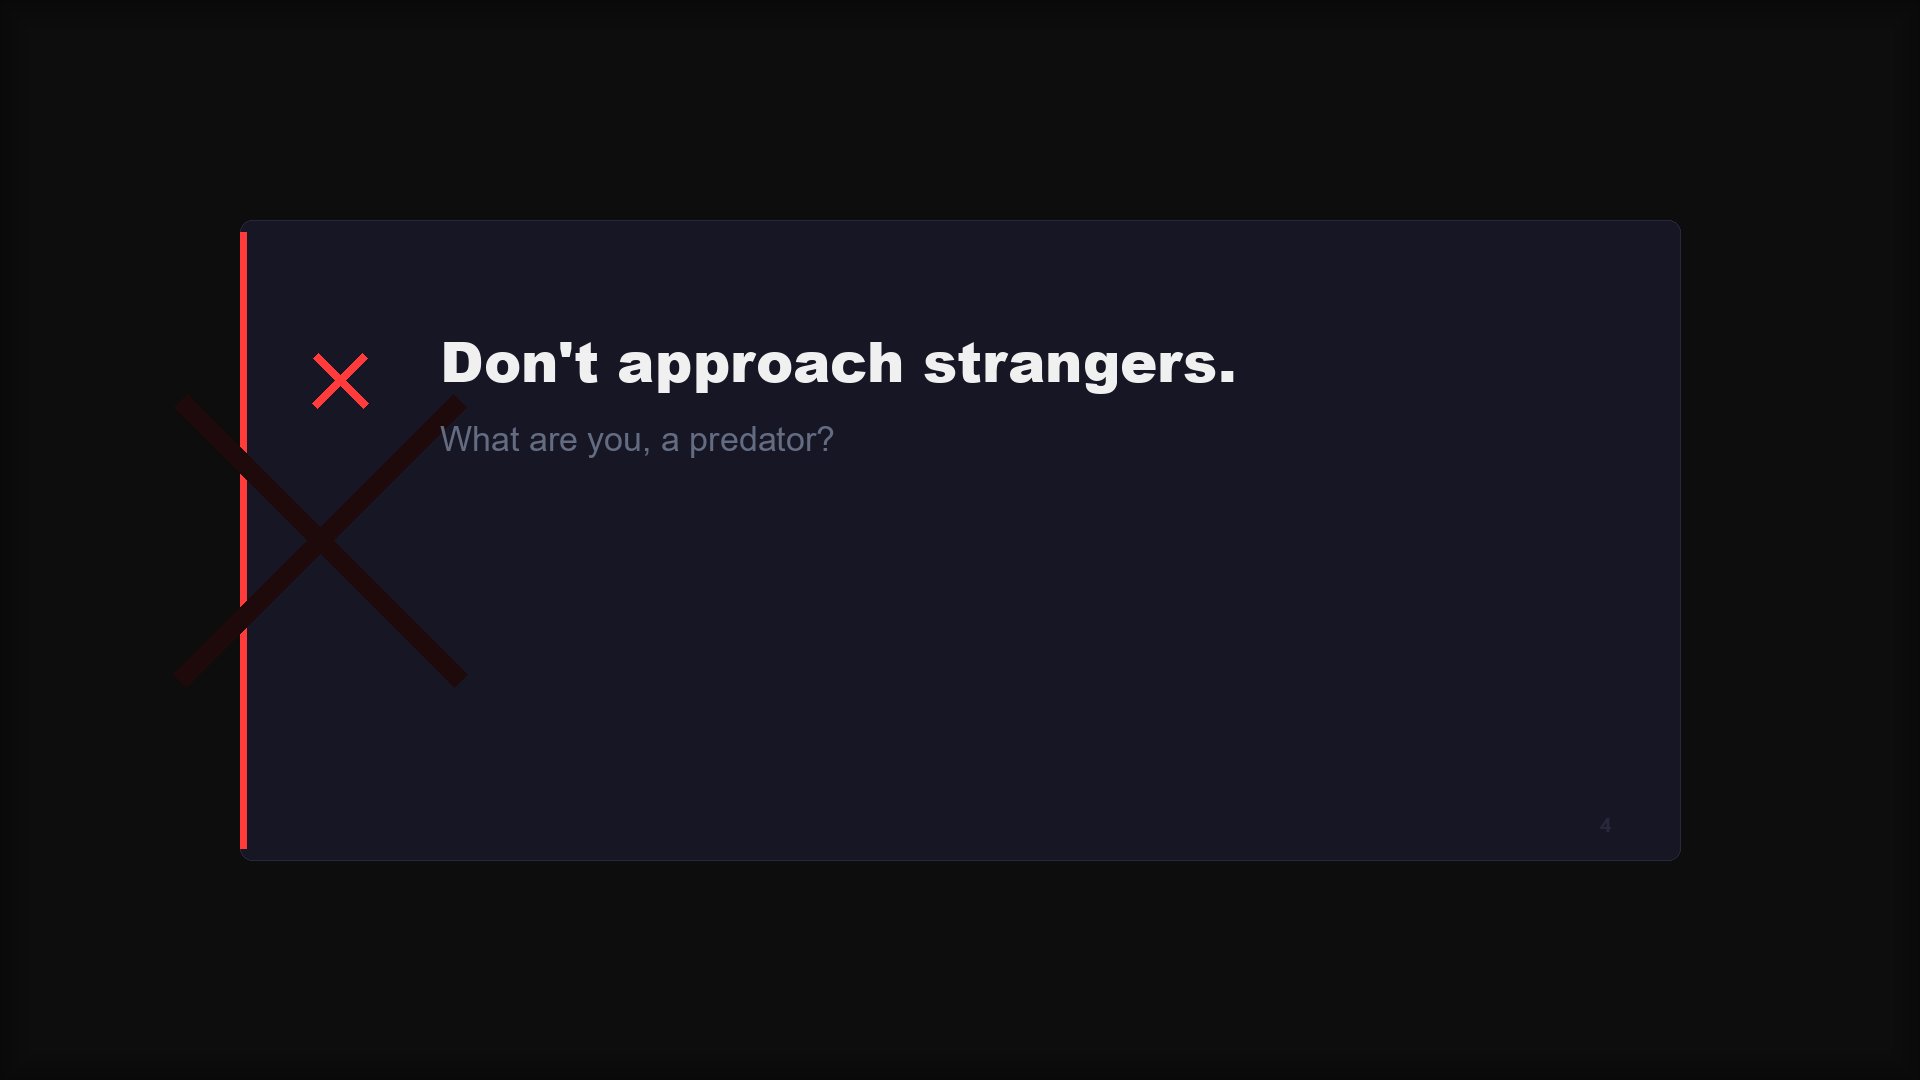 Don't approach strangers.
What are you, a predator?
4